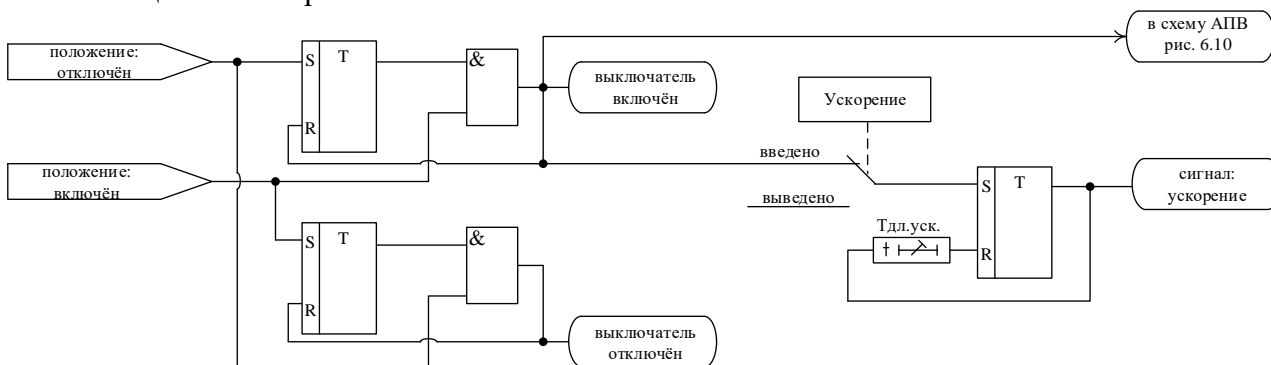 в схему АПВ
рис. 6.10
положение:
отключён
S
T
&
R
выключатель
включён
Ускорение
положение:
включён
введено
выведено
S
T
R
сигнал:
ускорение
Тдл.уск.
S
T
&
R
выключатель
отключён